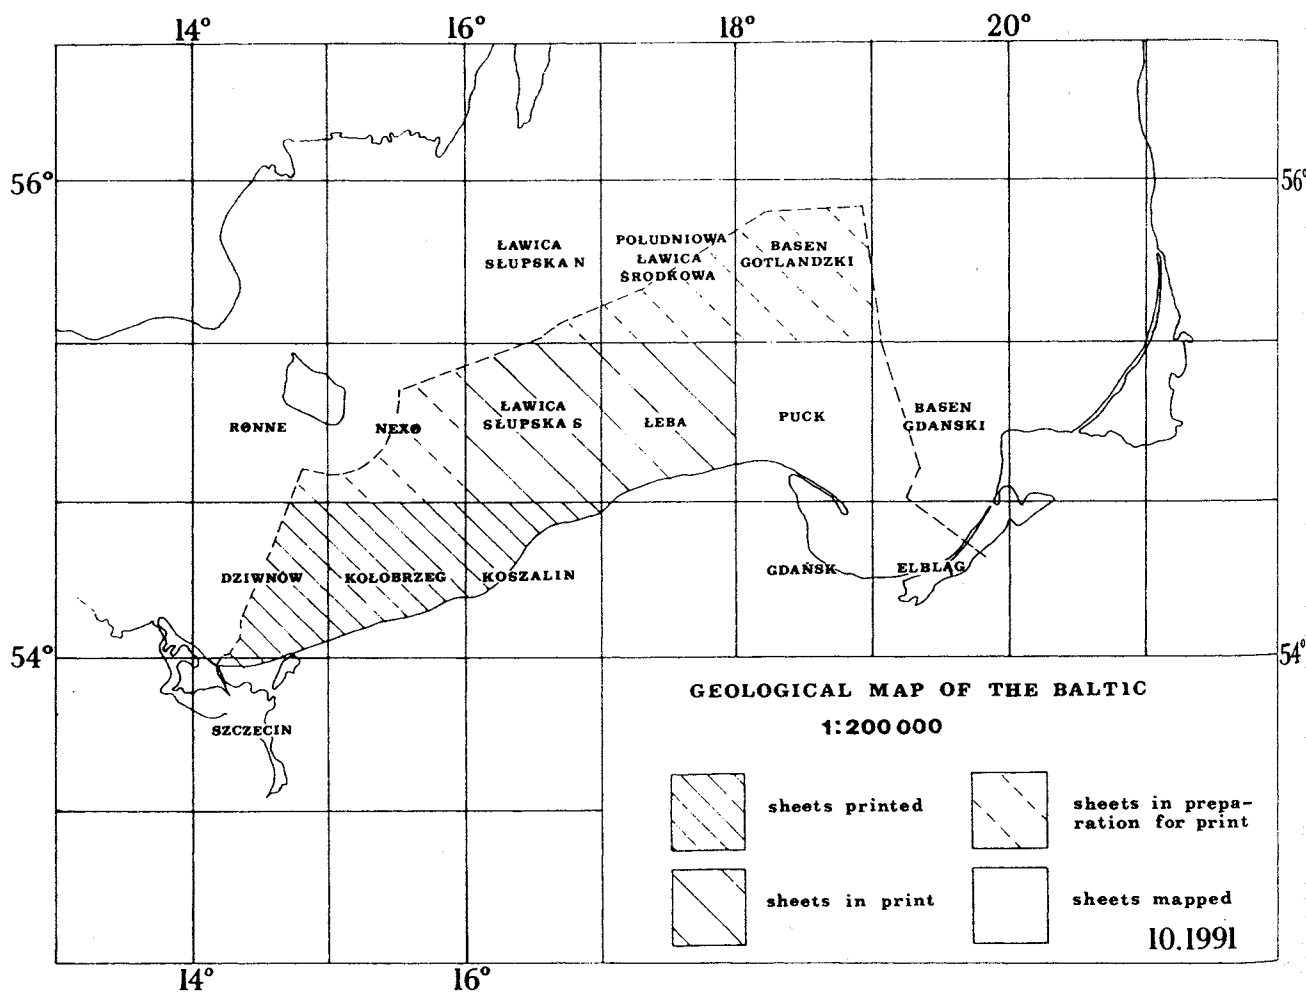 14° 16° 18° 20°
56° 56°
ŁAWICA
SŁUPSKA N
POŁUDNIOWA
ŁAWICA
ŚRODKOWA
BASEN
GOTLANDZKI
RØNNE
NEXØ
ŁAWICA
SŁUPSKA S
ŁEBA
PUCK
BASEN
GDANSKI
DZIWNÓW
KOŁOBRZEG
KOSZALIN
GDAŃSK
ELBLĄG
54° 54°
SZCZECIN
GEOLOGICAL MAP OF THE BALTIC
1:200 000
sheets printed
sheets in prepa-
ration for print
sheets in print
sheets mapped
10.1991
14° 16°